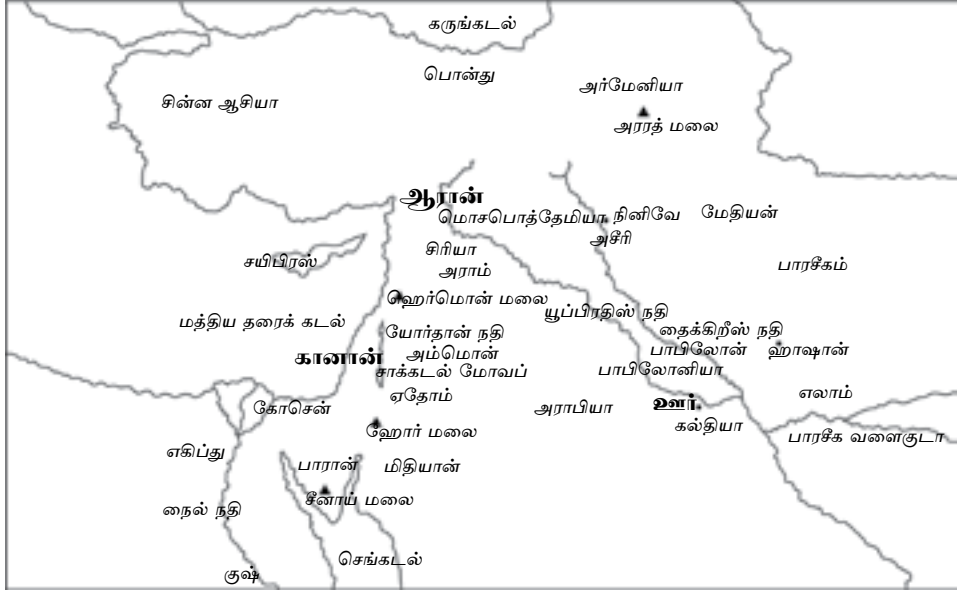 கருங்கடல்
பொன்து
அர்மேனியா
சின்ன ஆசியா
அரரத் மலை
ஆரான்
மொசபொத்தேமியா நினிவே மேதியன்
அசீரி
சிரியா
சயிபிரஸ்
அராம்
பாரசீகம்
ஹெர்மொன் மலை
யூப்பிரதிஸ் நதி
மத்திய தரைக் கடல்
யோர்தான் நதி
தைக்கிறீஸ் நதி
கானான்
அம்மொன்
பாபிலோன் ஹாஷான்
சாக்கடல் மோவப்
பாபிலோனியா
ஏதோம்
எலாம்
கோசென்
அராபியா
ஊர்
கல்தியா
ஹோர் மலை
பாரசீக வளைகுடா
எகிப்து
பாரான்
மிதியான்
சீனாய் மலை
நைல் நதி
செங்கடல்
குஷ்